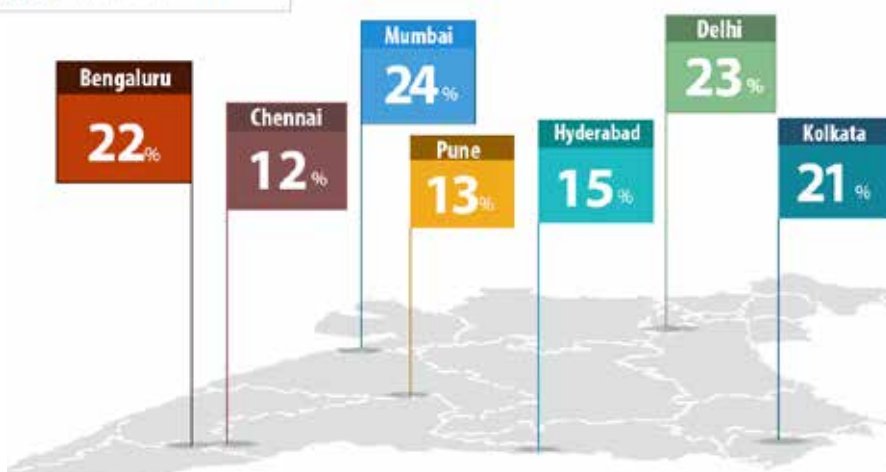 Bengaluru
22%
Chennai
12%
Mumbai
24%
Pune
13%
Hyderabad
15%
Delhi
23%
Kolkata
21%